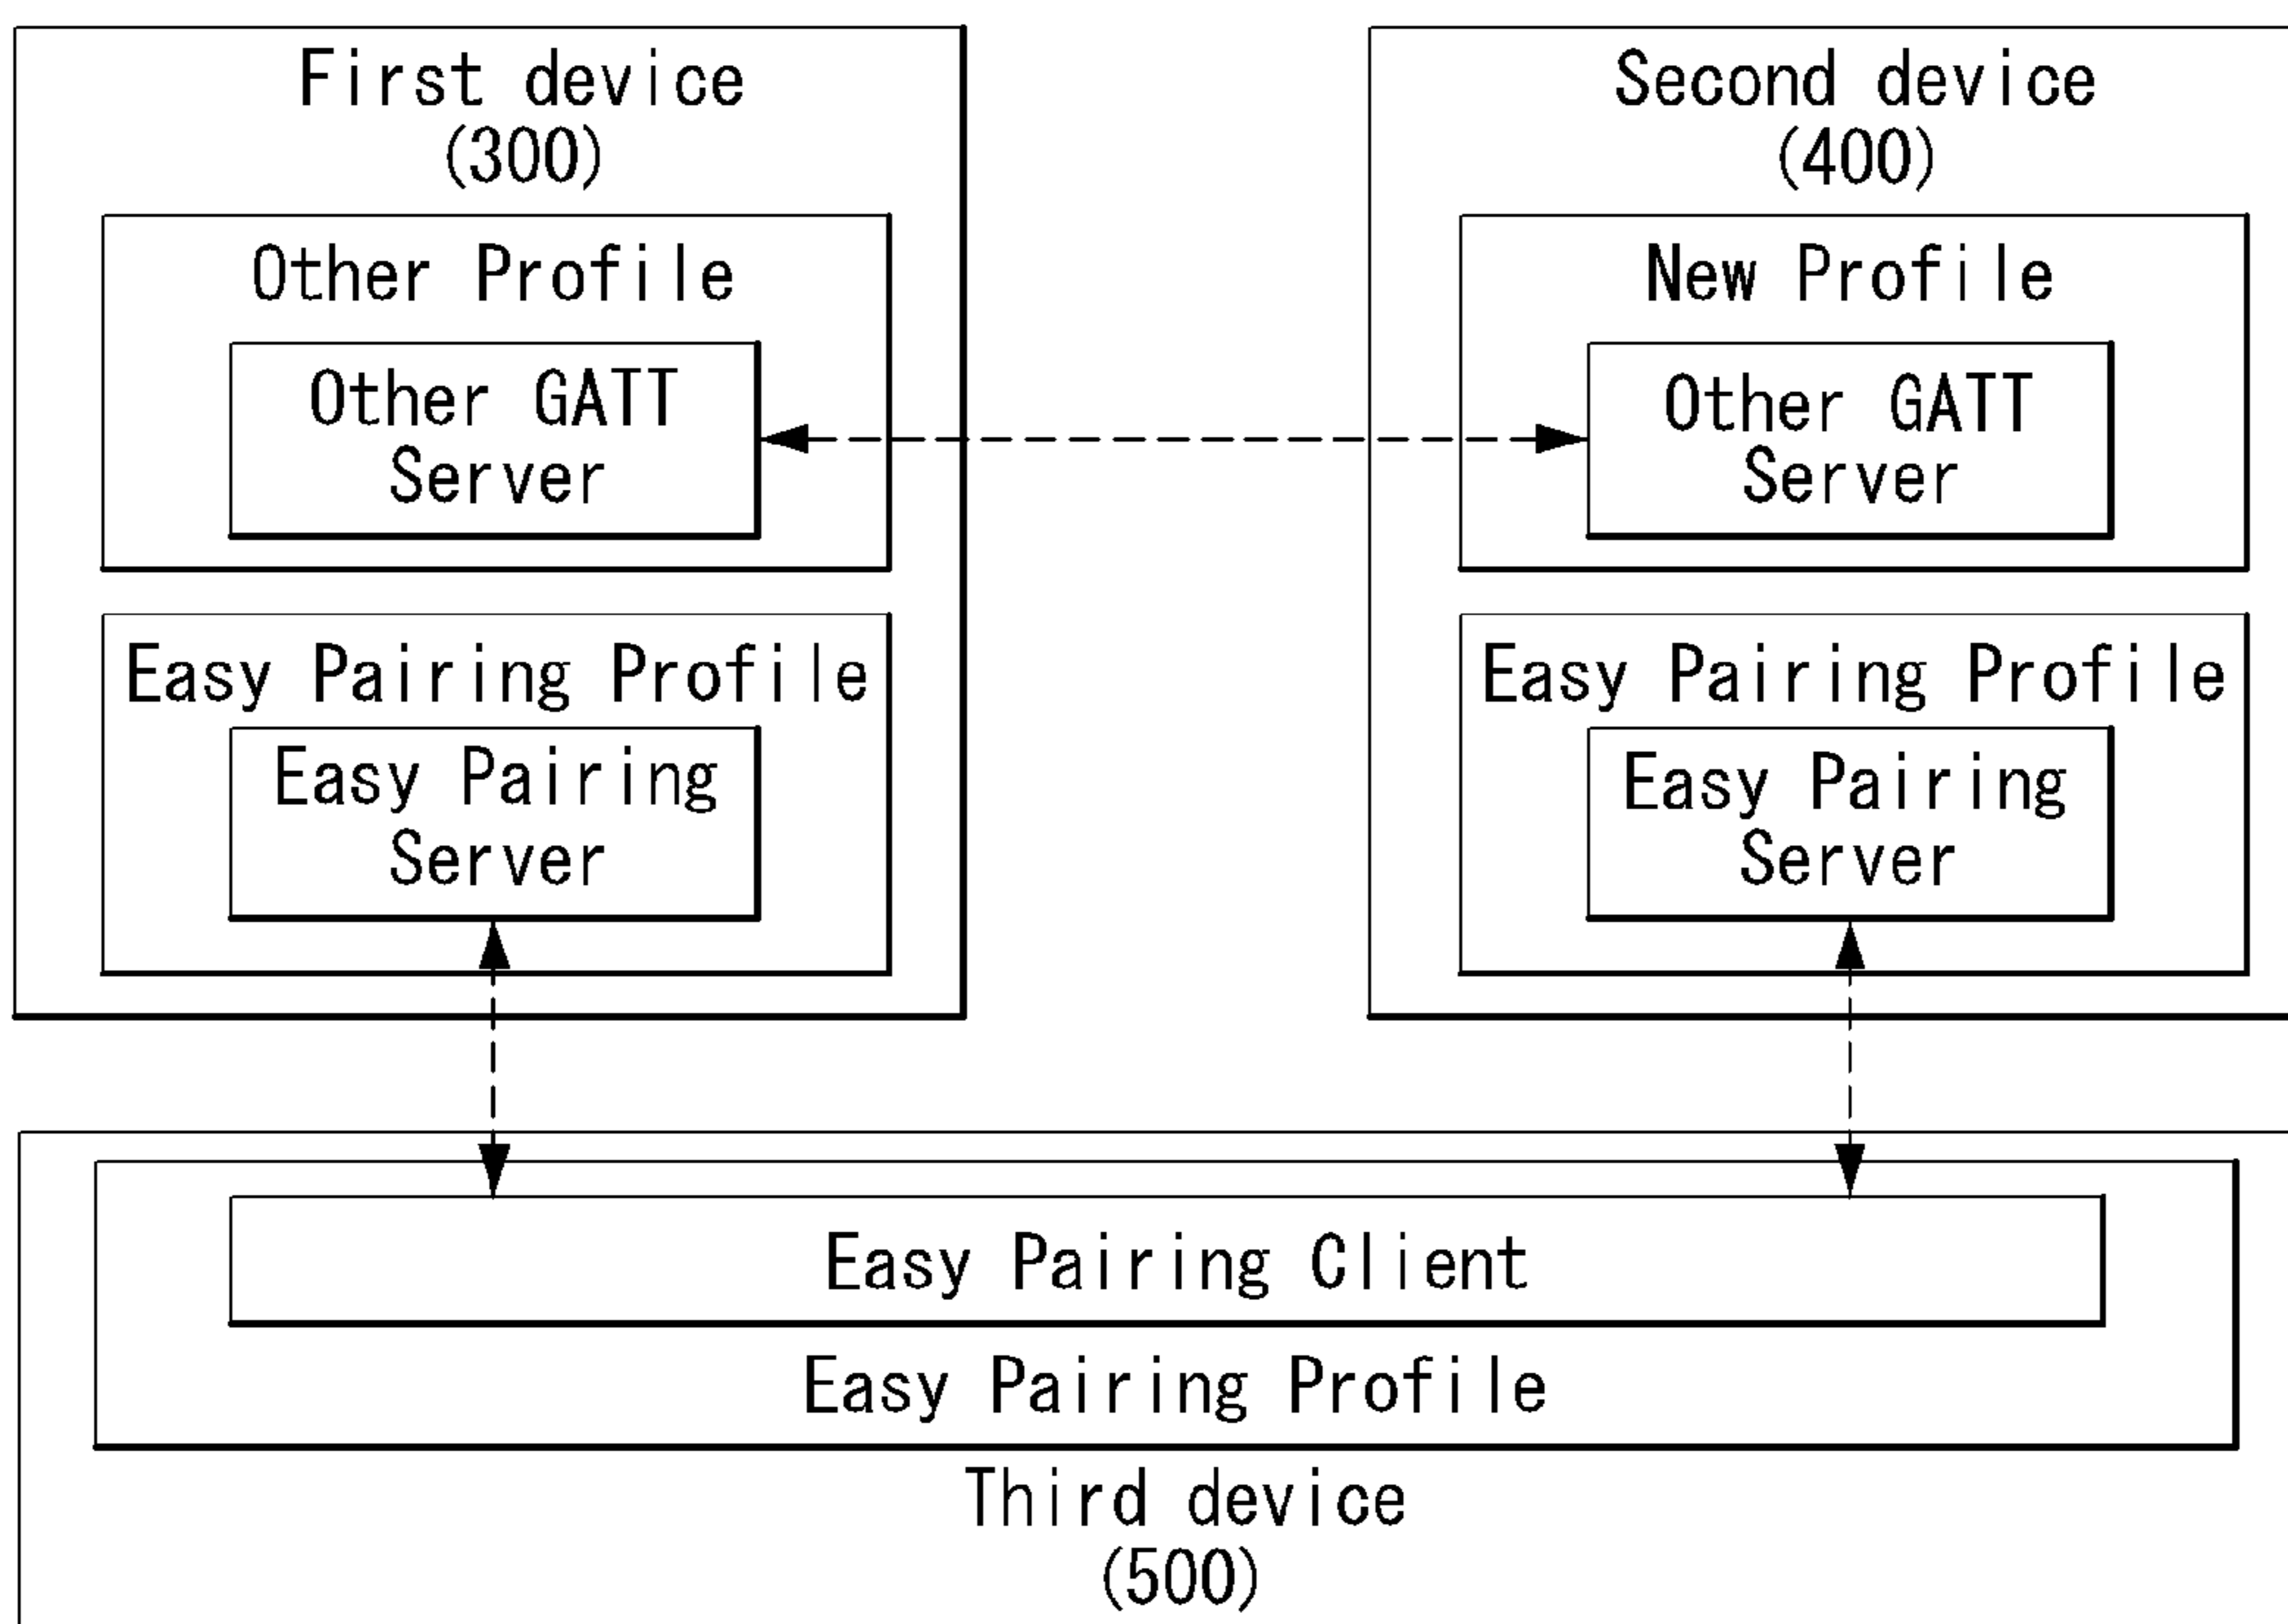 First device
(300)
Other Profile
Other GATT
Server
Easy Pairing Profile
Easy Pairing
Server
Second device
(400)
New Profile
Other GATT
Server
Easy Pairing Profile
Easy Pairing
Server
Easy Pairing Client
Easy Pairing Profile
Third device
(500)